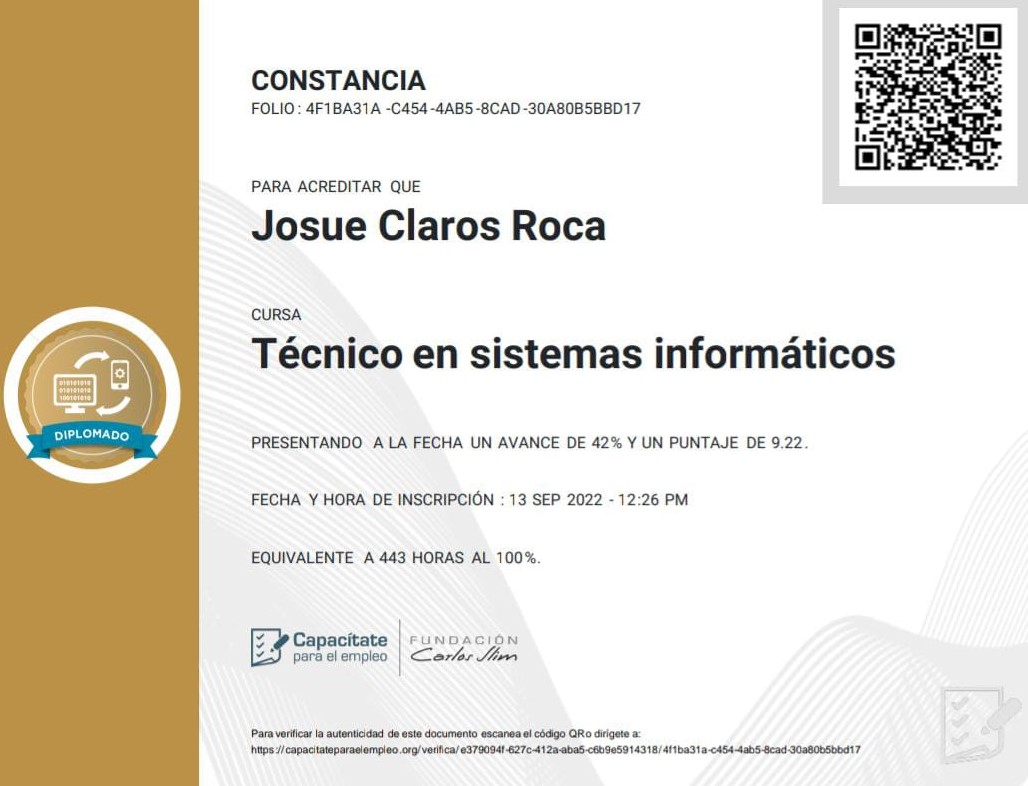 CONSTANCIA
FOLIO : 4F1BA31A -C454 -4AB5 -8CAD -30A80B5BBD17
PARA ACREDITAR QUE
Josue Claros Roca
CURSA
Técnico en sistemas informáticos
010101010
010101010
100101010
DIPLOMADO
PRESENTANDO A LA FECHA UN AVANCE DE 42% Y UN PUNTAJE DE 9.22.
FECHA Y HORA DE INSCRIPCIÓN : 13 SEP 2022 - 12:26 PM
EQUIVALENTE A 443 HORAS AL 100%.
Capacítate
para el empleo
FUNDACIÓN
Carlos Slim
Para verificar la autenticidad de este documento escanea el código QR o dirígete a:
https://capacitateparaelempleo.org/verifica/e379094f-627c-412a-aba5-c6b9e5914318/4f1ba31a-c454-4ab5-8cad-30a80b5bbd17